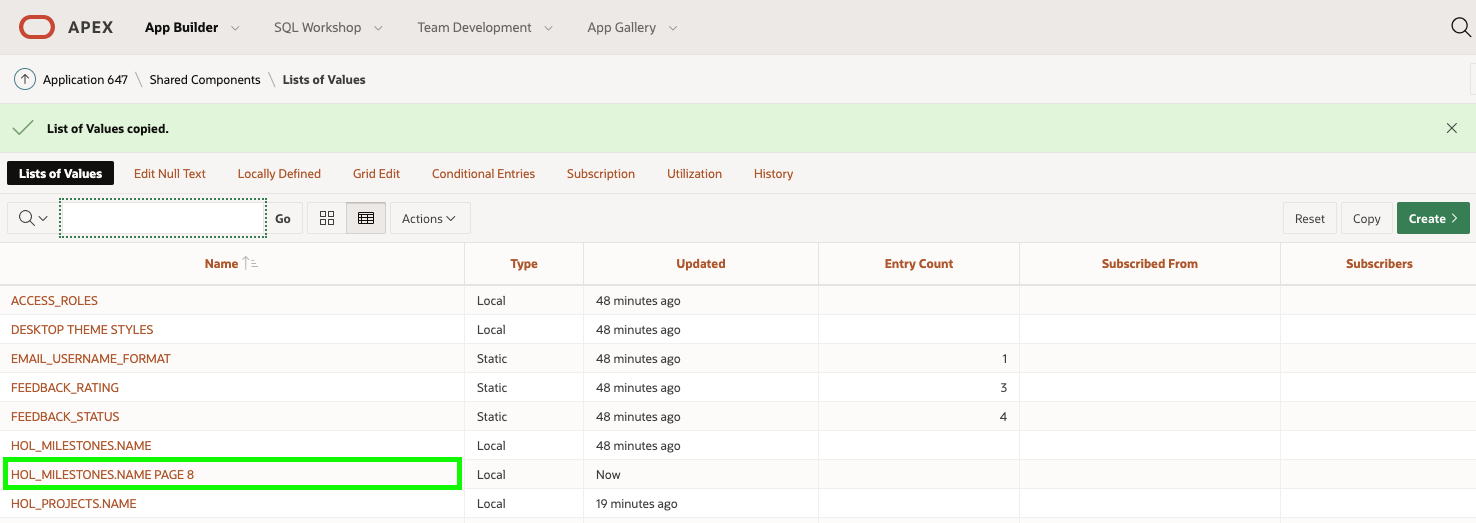 APEX App Builder SQL Workshop Team Development App Gallery
Application 647 \ Shared Components \ Lists of Values
List of Values copied.
Lists of Values Edit Null Text Locally Defined Grid Edit Conditional Entries Subscription Utilization History
Go Actions Reset Copy Create >
Name Type Updated Entry Count Subscribed From Subscribers
ACCESS_ROLES Local 48 minutes ago
DESKTOP THEME STYLES Local 48 minutes ago
EMAIL_USERNAME_FORMAT Static 48 minutes ago 1
FEEDBACK_RATING Static 48 minutes ago 3
FEEDBACK_STATUS Static 48 minutes ago 4
HOL_MILESTONES.NAME Local 48 minutes ago
HOL_MILESTONES.NAME PAGE 8 Local Now
HOL_PROJECTS.NAME Local 19 minutes ago